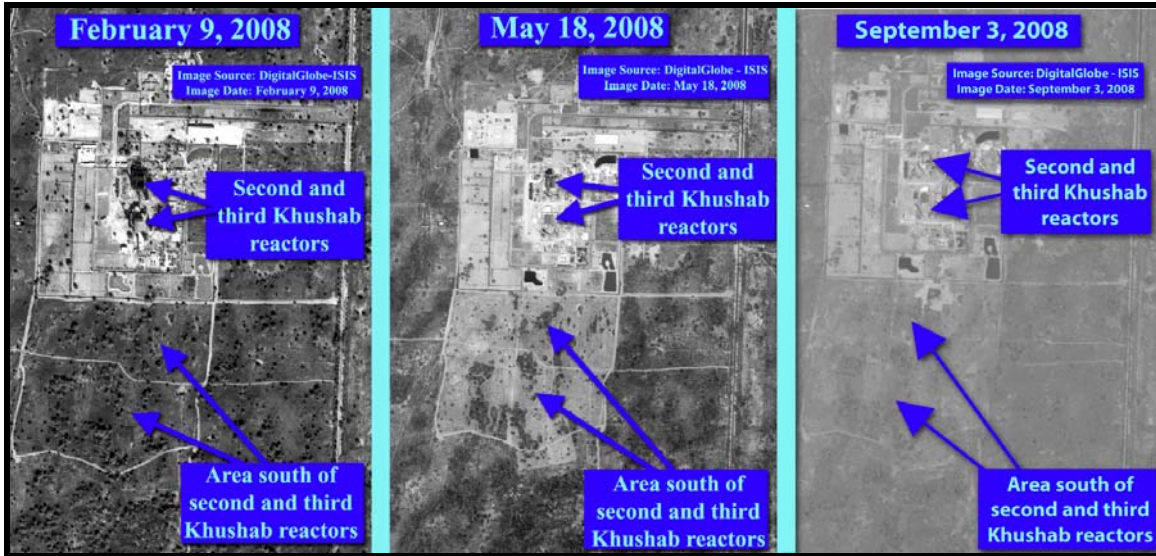 February 9, 2008
Image Source: DigitalGlobe-ISIS
Image Date: February 9, 2008
Second and
third Khushab
reactors
Area south of
second and third
Khushab reactors
May 18, 2008
Image Source: DigitalGlobe - ISIS
Image Date: May 18, 2008
Second and
third Khushab
reactors
Area south of
second and third
Khushab reactors
September 3, 2008
Image Source: DigitalGlobe - ISIS
Image Date: September 3, 2008
Second and
third Khushab
reactors
Area south of
second and third
Khushab reactors